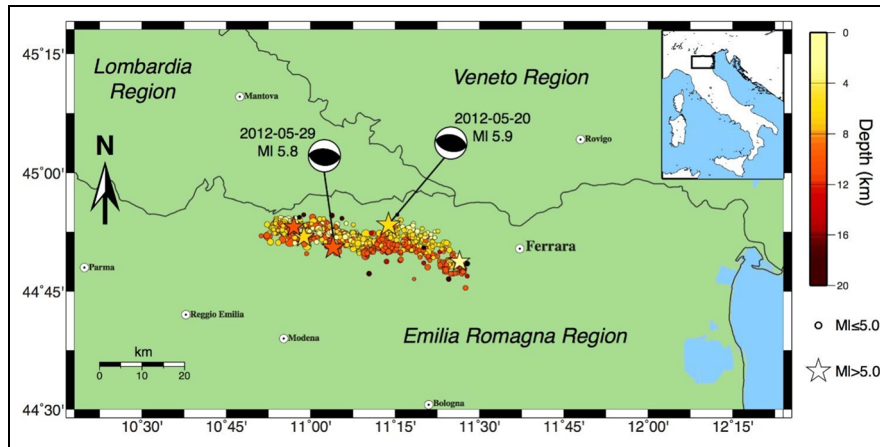 45°15'
45°00'
44°45'
44°30'
Lombardia
Region
Veneto Region
Mantova
2012-05-29
Ml 5.8
2012-05-20
Ml 5.9
Rovigo
N
Ferrara
Parma
Reggio Emilia
Modena
Emilia Romagna Region
km
0 10 20
Bologna
10°30' 10°45' 11°00' 11°15' 11°30' 11°45' 12°00' 12°15'
0
4
8
12
16
20
Depth (km)
Ml≤5.0
Ml>5.0